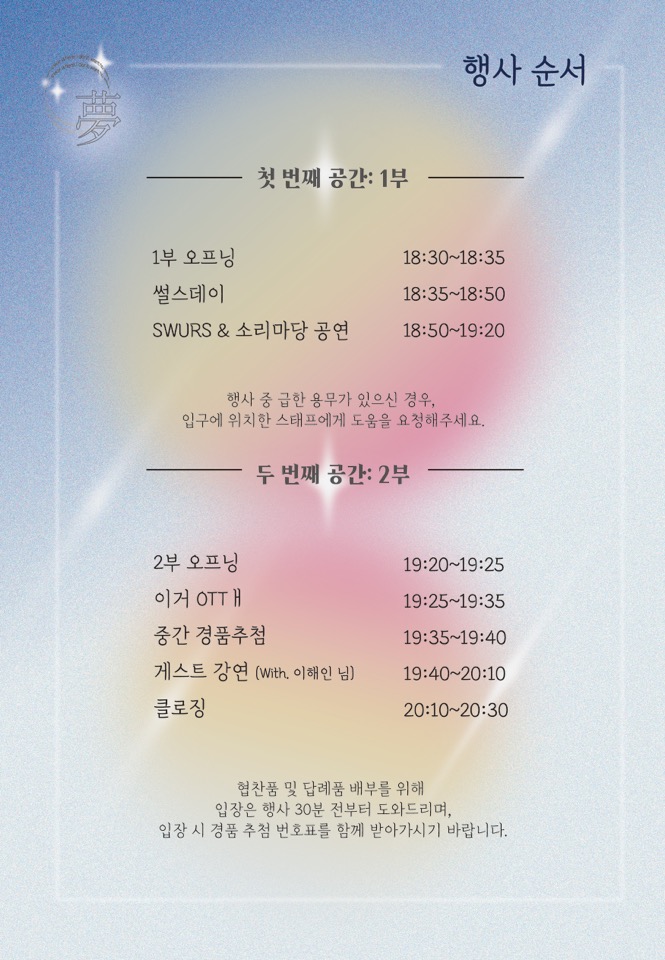 夢
행사 순서
첫 번째 공간: 1부
1부 오프닝 18:30~18:35
썰스데이 18:35~18:50
SWURS & 소리마당 공연 18:50~19:20
행사 중 급한 용무가 있으신 경우,
입구에 위치한 스태프에게 도움을 요청해주세요.
두 번째 공간: 2부
2부 오프닝 19:20~19:25
이거 OTTㅐ 19:25~19:35
중간 경품추첨 19:35~19:40
게스트 강연 (With. 이해인 님) 19:40~20:10
클로징 20:10~20:30
협찬품 및 답례품 배부를 위해
입장은 행사 30분 전부터 도와드리며,
입장 시 경품 추첨 번호표를 함께 받아가시기 바랍니다.